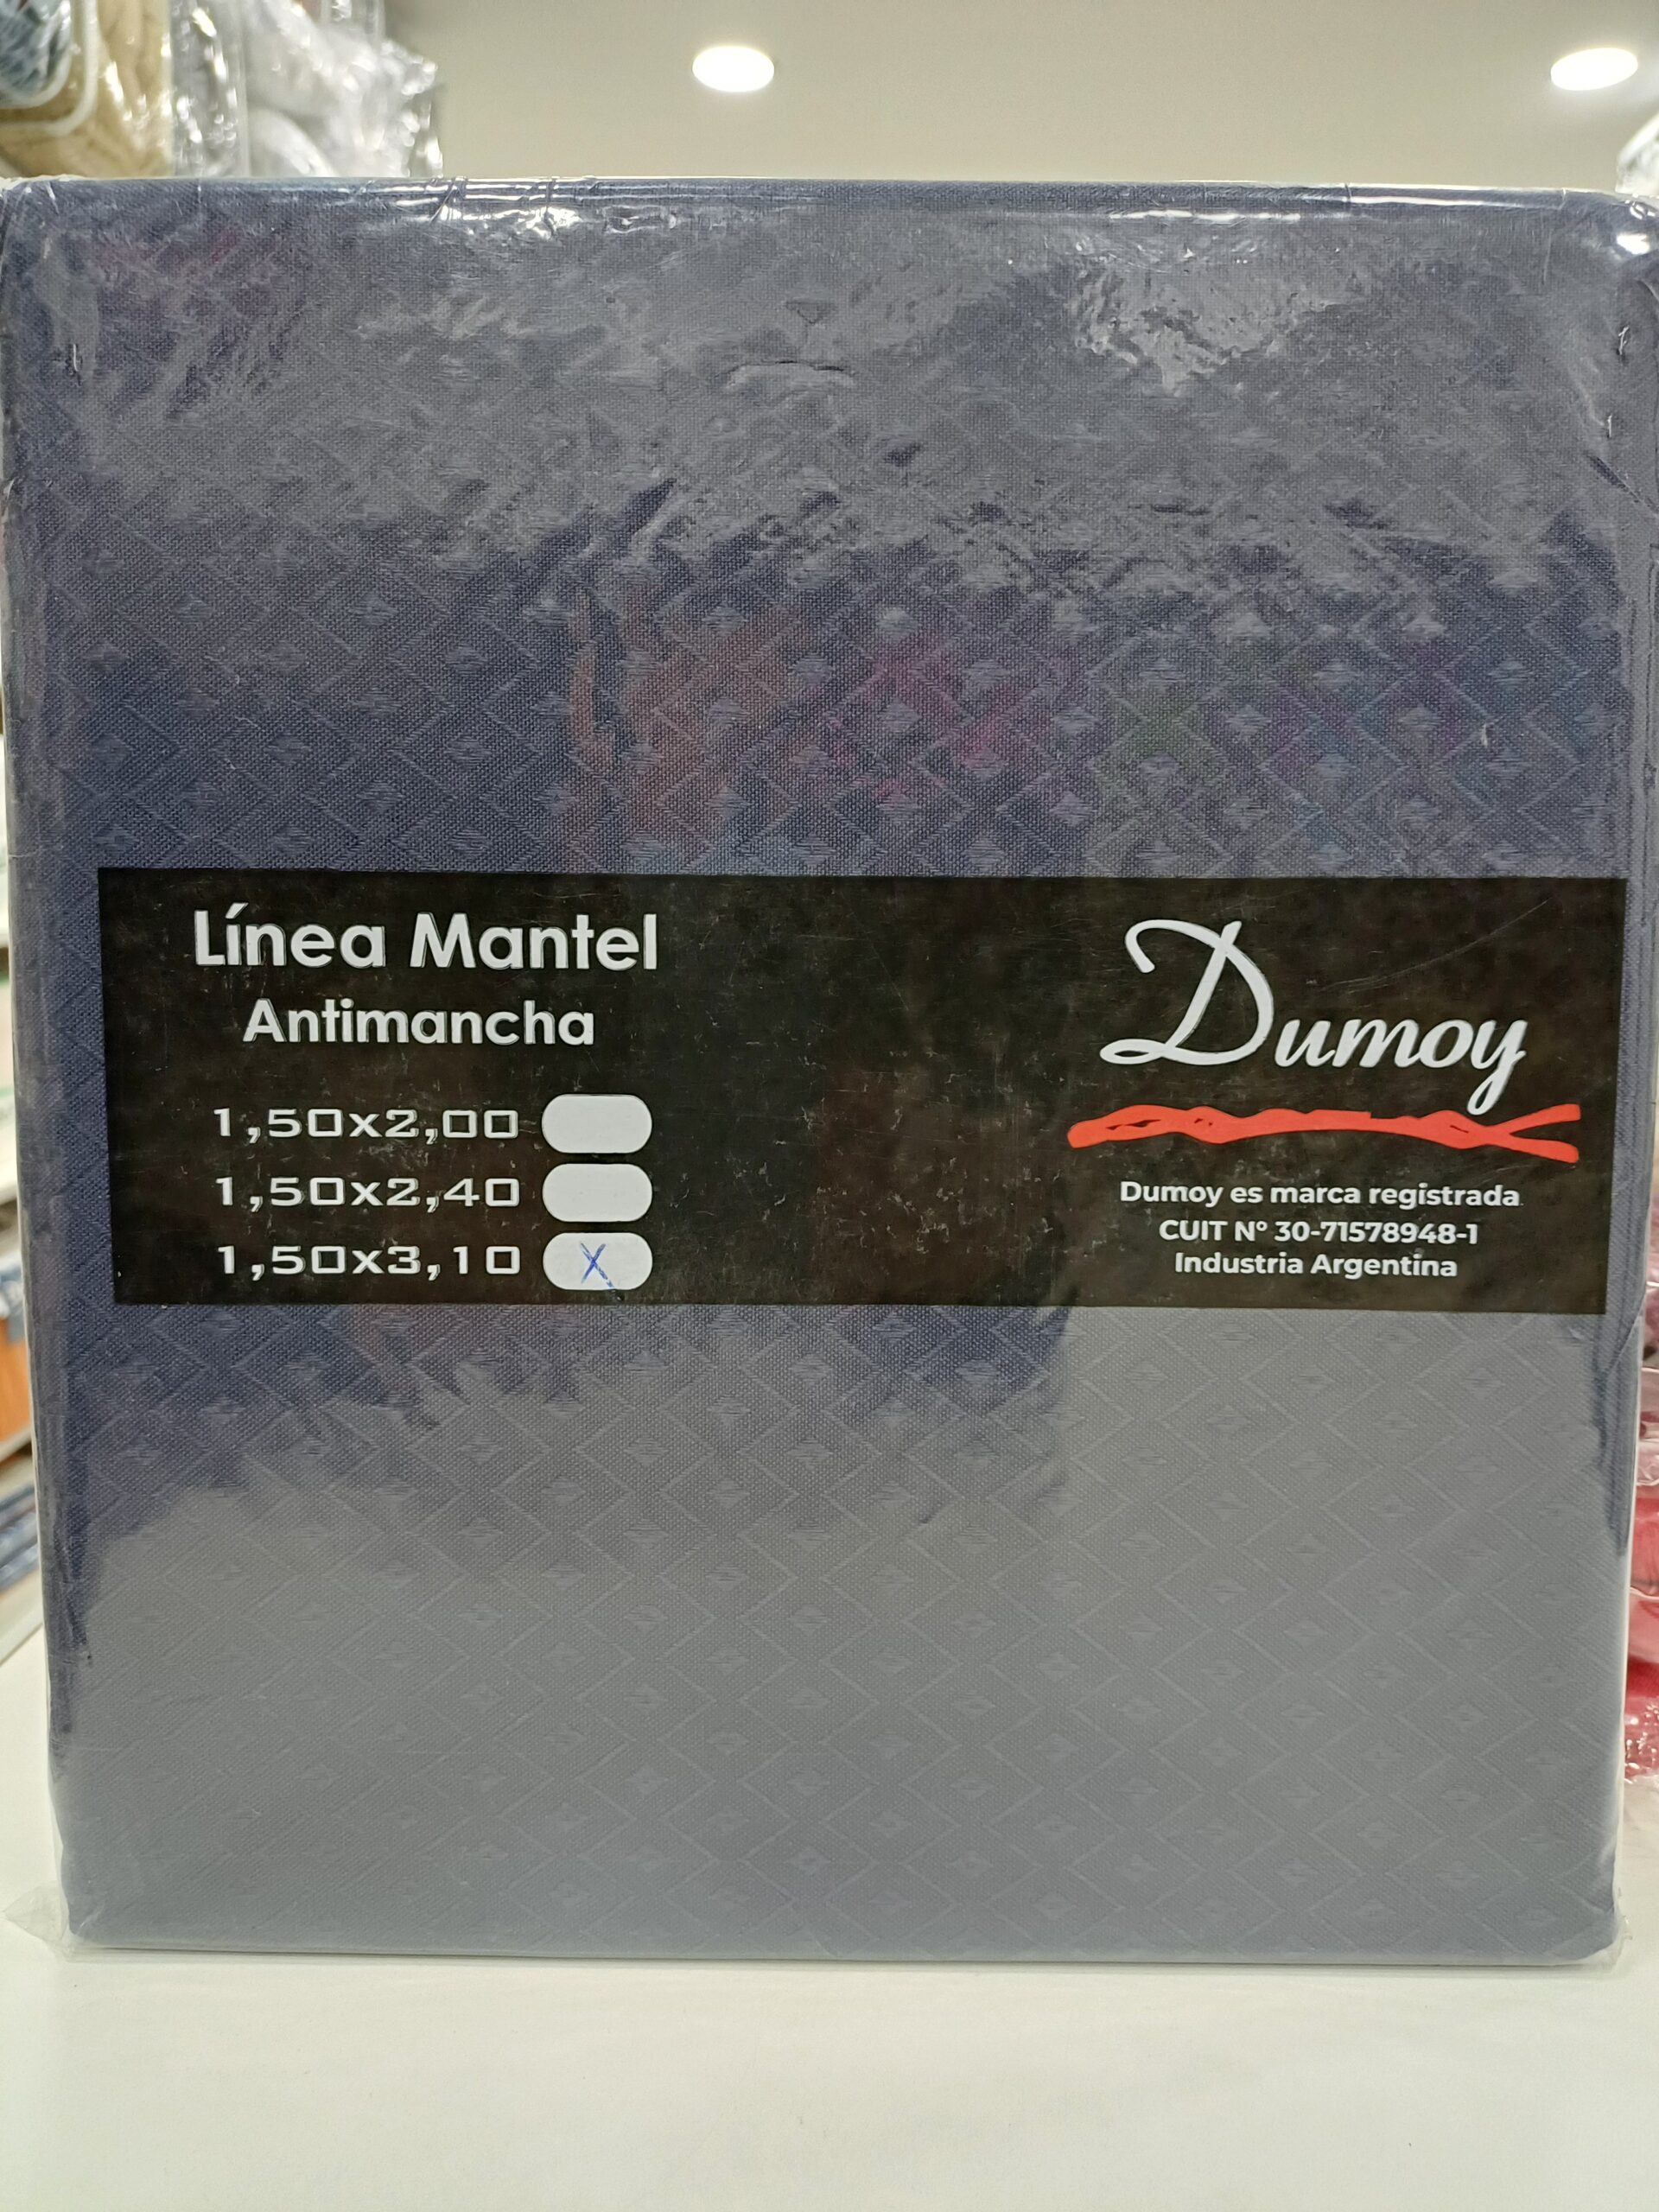 Línea Mantel
Antimancha
1,50x2,00
1,50x2,40
1,50x3,10 X
Dumoy
Dumoy es marca registrada
CUIT Nº 30-71578948-1
Industria Argentina